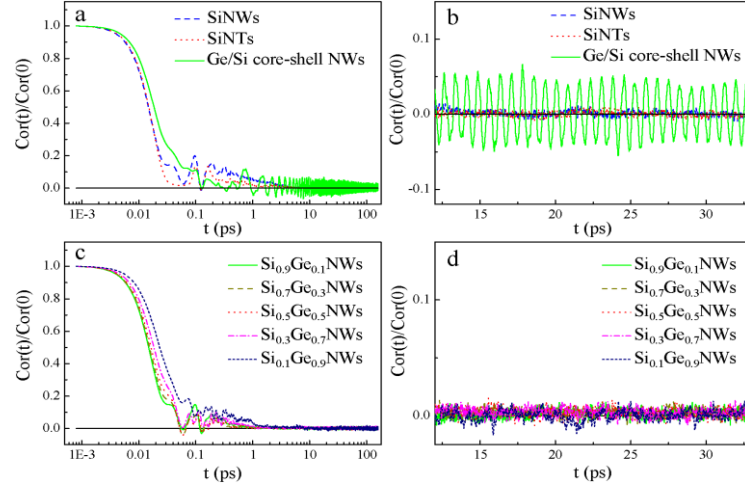 a
SiNWs
SiNTs
Ge/Si core-shell NWs
Cor(t)/Cor(0)
1.0
0.8
0.6
0.4
0.2
0.0
1E-3 0.01 0.1 1 10 100
t (ps)
b
SiNWs
SiNTs
Ge/Si core-shell NWs
Cor(t)/Cor(0)
0.1
0.0
-0.1
15 20 25 30
t (ps)
c
Si₀.₉Ge₀.₁NWs
Si₀.₇Ge₀.₃NWs
Si₀.₅Ge₀.₅NWs
Si₀.₃Ge₀.₇NWs
Si₀.₁Ge₀.₉NWs
Cor(t)/Cor(0)
1.0
0.8
0.6
0.4
0.2
0.0
1E-3 0.01 0.1 1 10 100
t (ps)
d
Si₀.₉Ge₀.₁NWs
Si₀.₇Ge₀.₃NWs
Si₀.₅Ge₀.₅NWs
Si₀.₃Ge₀.₇NWs
Si₀.₁Ge₀.₉NWs
Cor(t)/Cor(0)
0.1
0.0
15 20 25 30
t (ps)